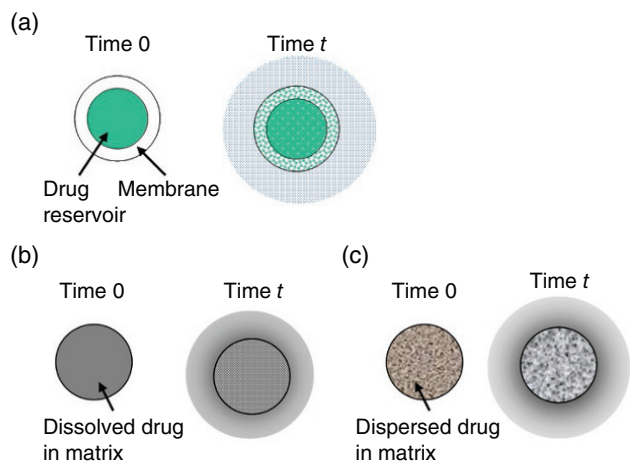 (a)
Time 0
Time t
Drug
reservoir
Membrane
(b)
Time 0
Time t
Dissolved drug
in matrix
(c)
Time 0
Time t
Dispersed drug
in matrix